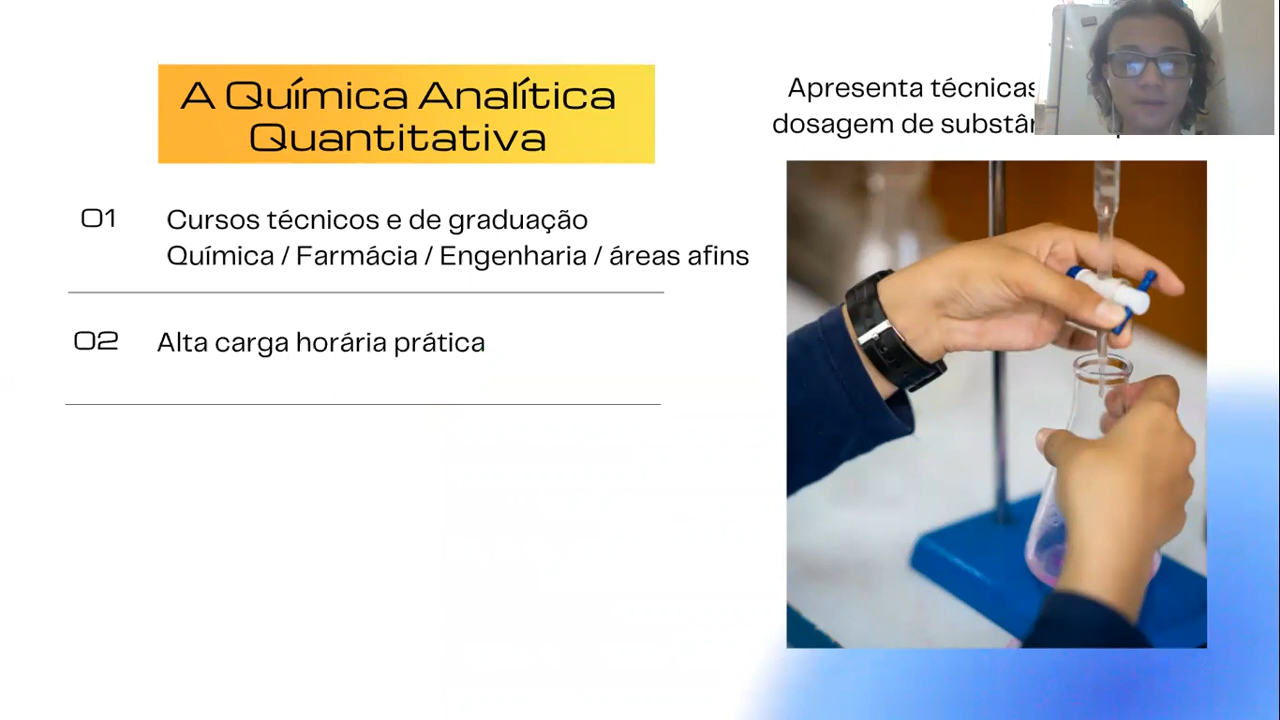 A Química Analítica
Quantitativa
01 Cursos técnicos e de graduação
Química / Farmácia / Engenharia / áreas afins
02 Alta carga horária prática
Apresenta técnicas
dosagem de